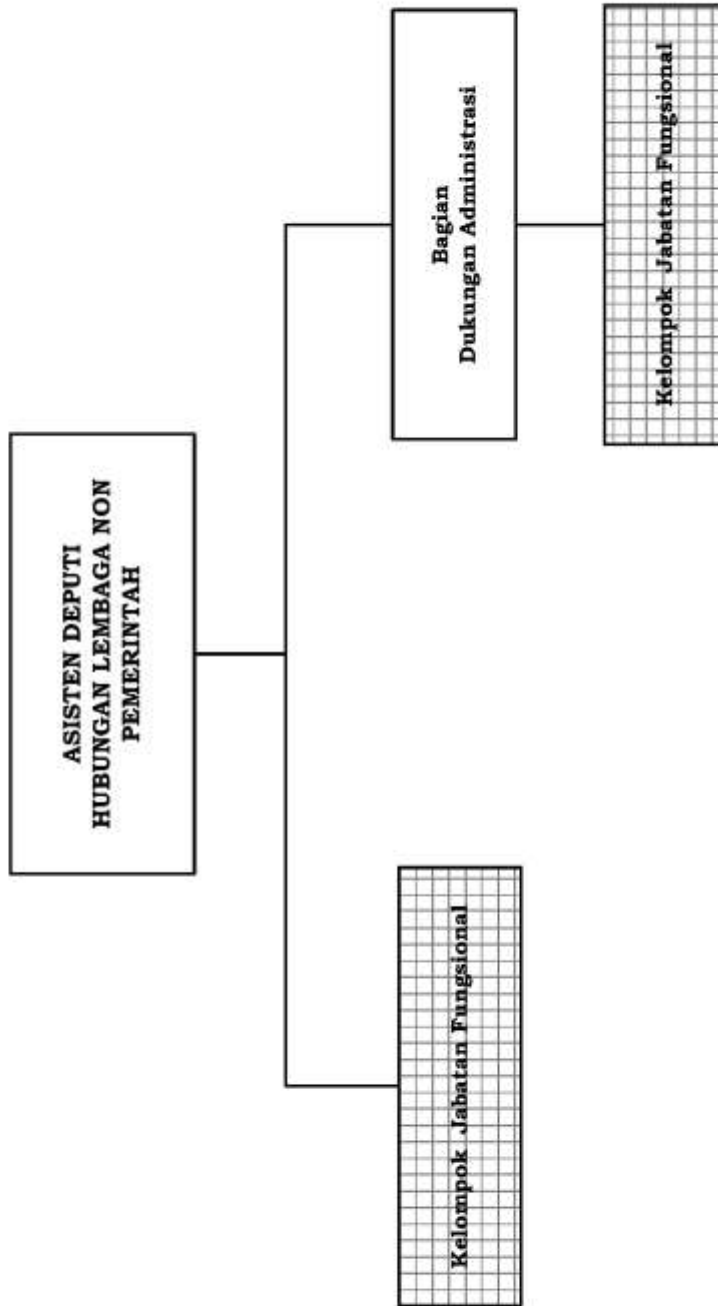 ASISTEN DEPUTI
HUBUNGAN LEMBAGA NON
PEMERINTAH
Kelompok Jabatan Fungsional
Bagian
Dukungan Administrasi
Kelompok Jabatan Fungsional